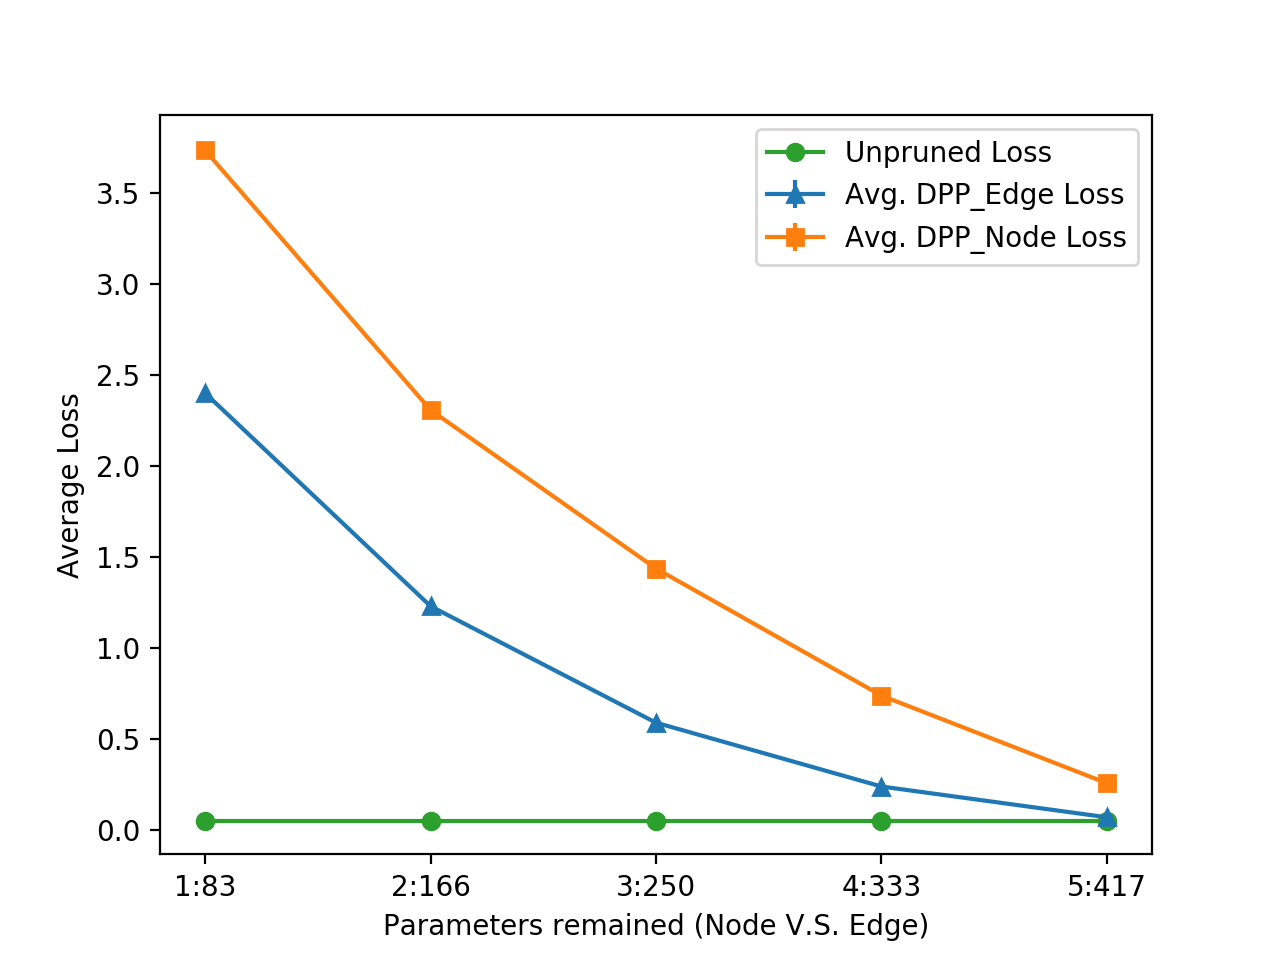 Unpruned Loss
Avg. DPP_Edge Loss
Avg. DPP_Node Loss
3.5
3.0
2.5
2.0
1.5
1.0
0.5
0.0
Average Loss
1:83 2:166 3:250 4:333 5:417
Parameters remained (Node V.S. Edge)